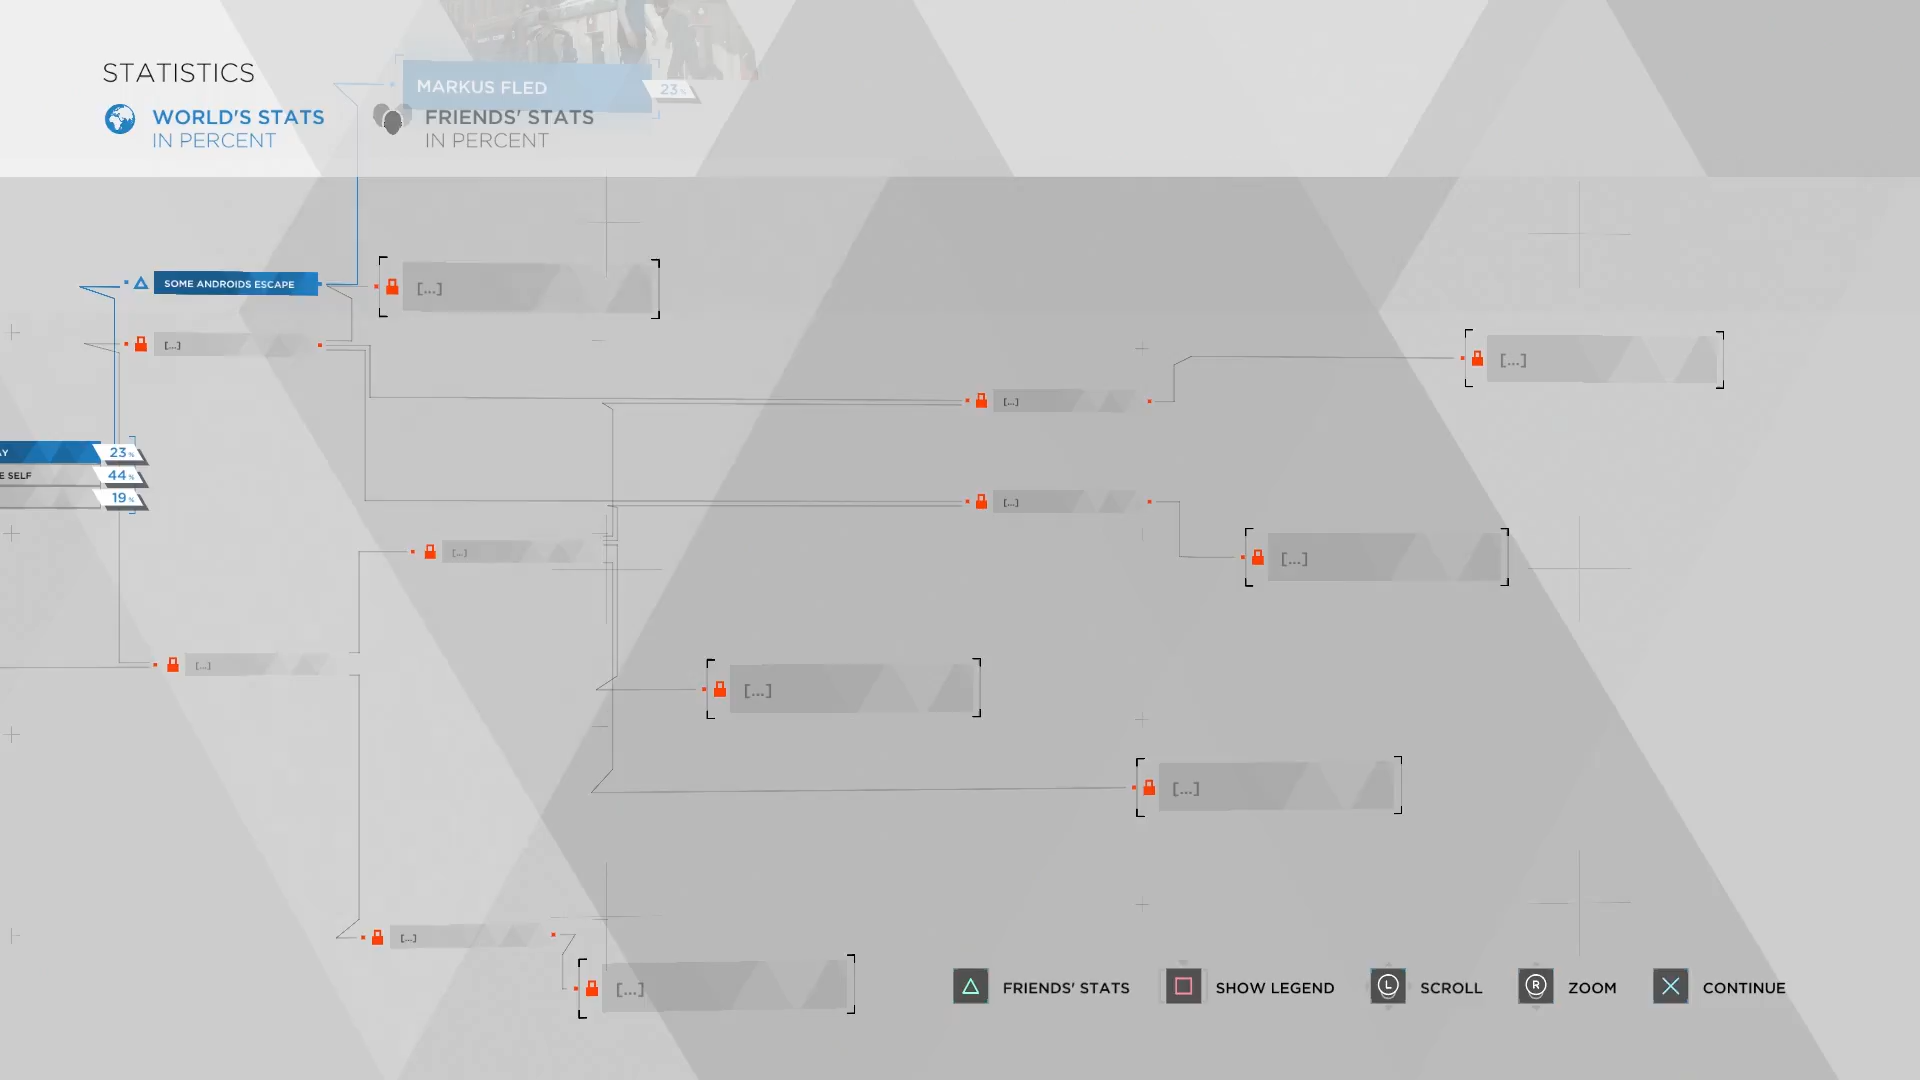 STATISTICS
WORLD'S STATS
IN PERCENT
FRIENDS' STATS
IN PERCENT
MARKUS FLED
23%
SOME ANDROIDS ESCAPE
[...]
[...]
[...]
[...]
AY
23%
E SELF
44%
19%
[...]
[...]
[...]
[...]
[...]
[...]
[...]
[...]
FRIENDS' STATS
SHOW LEGEND
L
SCROLL
R
ZOOM
CONTINUE